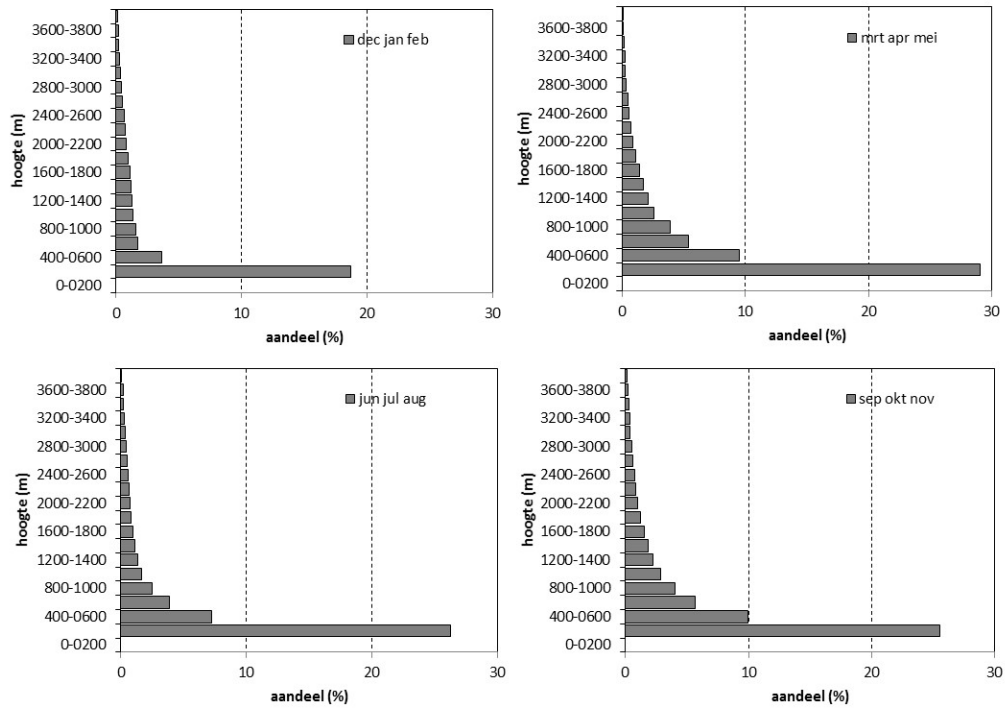 hoogte (m)
3600-3800
3200-3400
2800-3000
2400-2600
2000-2200
1600-1800
1200-1400
800-1000
400-0600
0-0200
dec jan feb
0 10 20 30
aandeel (%)
hoogte (m)
3600-3800
3200-3400
2800-3000
2400-2600
2000-2200
1600-1800
1200-1400
800-1000
400-0600
0-0200
mrt apr mei
0 10 20 30
aandeel (%)
hoogte (m)
3600-3800
3200-3400
2800-3000
2400-2600
2000-2200
1600-1800
1200-1400
800-1000
400-0600
0-0200
jun jul aug
0 10 20 30
aandeel (%)
hoogte (m)
3600-3800
3200-3400
2800-3000
2400-2600
2000-2200
1600-1800
1200-1400
800-1000
400-0600
0-0200
sep okt nov
0 10 20 30
aandeel (%)